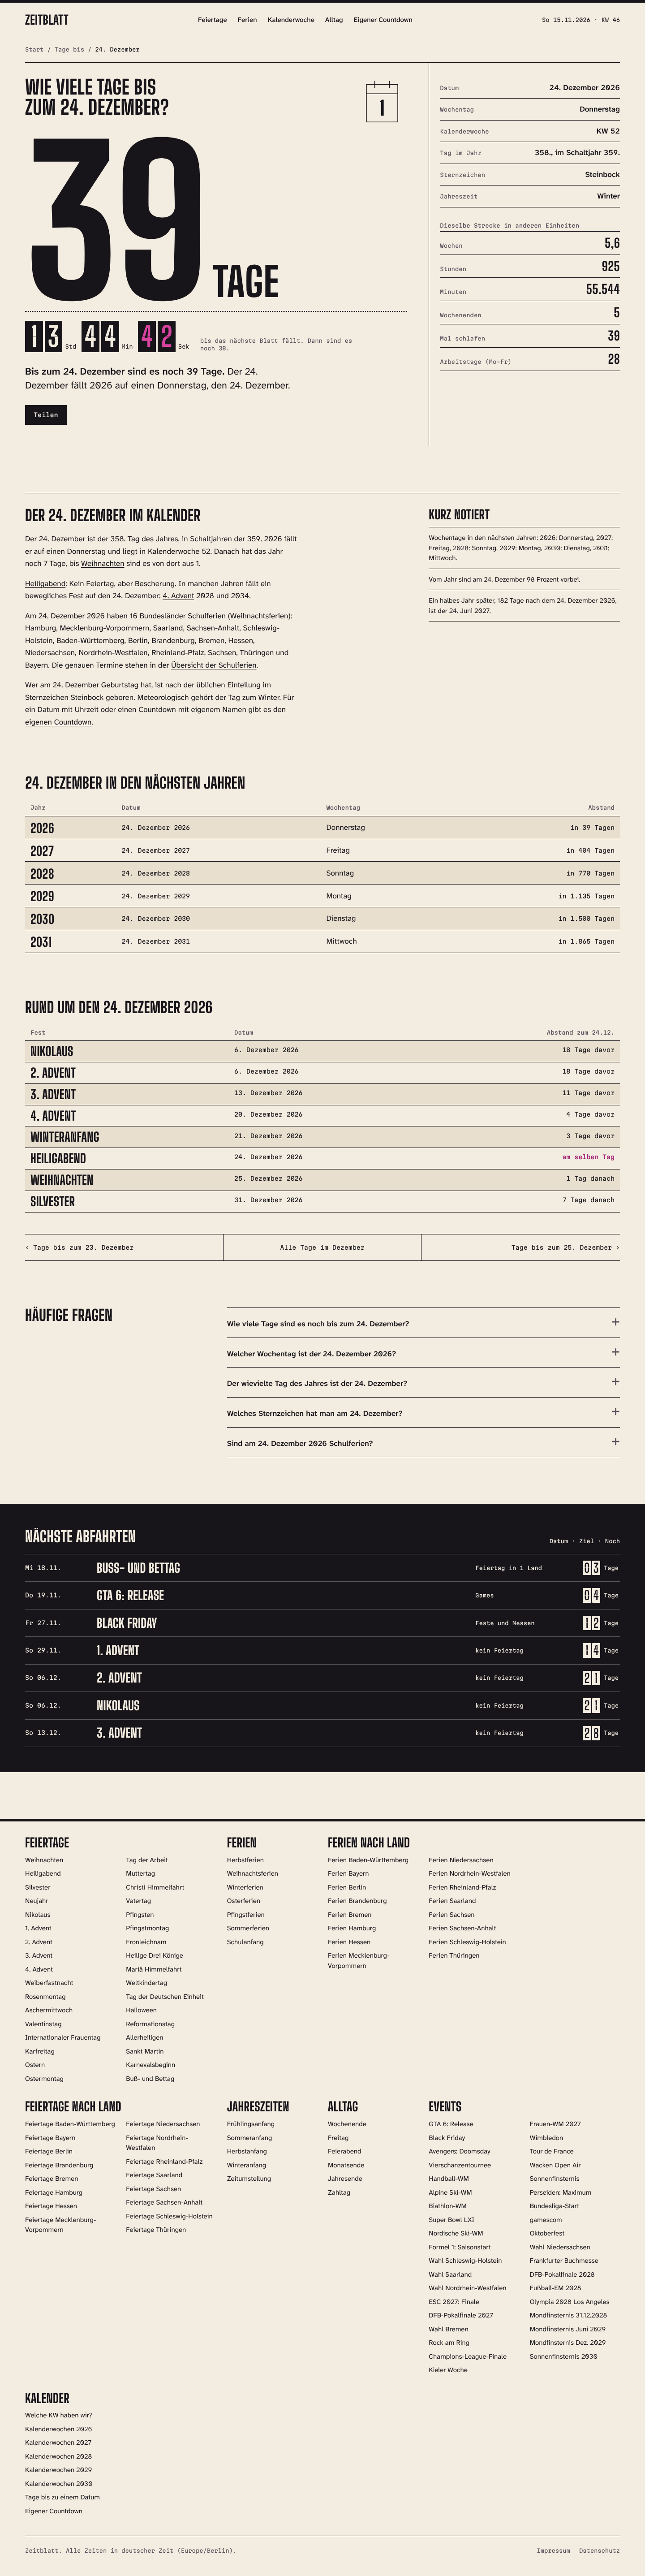 ZEITBLATT
Feiertage Ferien Kalenderwoche Alltag Eigener Countdown
So 15.11.2026 · KW 46
Start / Tage bis / 24. Dezember
WIE VIELE TAGE BIS
ZUM 24. DEZEMBER?
1
39 TAGE
13 Std 44 Min 42 Sek
bis das nächste Blatt fällt. Dann sind es
noch 38.
Bis zum 24. Dezember sind es noch 39 Tage. Der 24.
Dezember fällt 2026 auf einen Donnerstag, den 24. Dezember.
Teilen
Datum 24. Dezember 2026
Wochentag Donnerstag
Kalenderwoche KW 52
Tag im Jahr 358., im Schaltjahr 359.
Sternzeichen Steinbock
Jahreszeit Winter
Dieselbe Strecke in anderen Einheiten
Wochen 5,6
Stunden 925
Minuten 55.544
Wochenenden 5
Mal schlafen 39
Arbeitstage (Mo–Fr) 28
DER 24. DEZEMBER IM KALENDER
Der 24. Dezember ist der 358. Tag des Jahres, in Schaltjahren der 359. 2026 fällt
er auf einen Donnerstag und liegt in Kalenderwoche 52. Danach hat das Jahr
noch 7 Tage, bis Weihnachten sind es von dort aus 1.
Heiligabend: Kein Feiertag, aber Bescherung. In manchen Jahren fällt ein
bewegliches Fest auf den 24. Dezember: 4. Advent 2028 und 2034.
Am 24. Dezember 2026 haben 16 Bundesländer Schulferien (Weihnachtsferien):
Hamburg, Mecklenburg-Vorpommern, Saarland, Sachsen-Anhalt, Schleswig-
Holstein, Baden-Württemberg, Berlin, Brandenburg, Bremen, Hessen,
Niedersachsen, Nordrhein-Westfalen, Rheinland-Pfalz, Sachsen, Thüringen und
Bayern. Die genauen Termine stehen in der Übersicht der Schulferien.
Wer am 24. Dezember Geburtstag hat, ist nach der üblichen Einteilung im
Sternzeichen Steinbock geboren. Meteorologisch gehört der Tag zum Winter. Für
ein Datum mit Uhrzeit oder einen Countdown mit eigenem Namen gibt es den
eigenen Countdown.
KURZ NOTIERT
Wochentage in den nächsten Jahren: 2026: Donnerstag, 2027:
Freitag, 2028: Sonntag, 2029: Montag, 2030: Dienstag, 2031:
Mittwoch.
Vom Jahr sind am 24. Dezember 98 Prozent vorbei.
Ein halbes Jahr später, 182 Tage nach dem 24. Dezember 2026,
ist der 24. Juni 2027.
24. DEZEMBER IN DEN NÄCHSTEN JAHREN
Jahr Datum Wochentag Abstand
2026 24. Dezember 2026 Donnerstag in 39 Tagen
2027 24. Dezember 2027 Freitag in 404 Tagen
2028 24. Dezember 2028 Sonntag in 770 Tagen
2029 24. Dezember 2029 Montag in 1.135 Tagen
2030 24. Dezember 2030 Dienstag in 1.500 Tagen
2031 24. Dezember 2031 Mittwoch in 1.865 Tagen
RUND UM DEN 24. DEZEMBER 2026
Fest Datum Abstand zum 24.12.
NIKOLAUS 6. Dezember 2026 18 Tage davor
2. ADVENT 6. Dezember 2026 18 Tage davor
3. ADVENT 13. Dezember 2026 11 Tage davor
4. ADVENT 20. Dezember 2026 4 Tage davor
WINTERANFANG 21. Dezember 2026 3 Tage davor
HEILIGABEND 24. Dezember 2026 am selben Tag
WEIHNACHTEN 25. Dezember 2026 1 Tag danach
SILVESTER 31. Dezember 2026 7 Tage danach
‹ Tage bis zum 23. Dezember
Alle Tage im Dezember
Tage bis zum 25. Dezember ›
HÄUFIGE FRAGEN
Wie viele Tage sind es noch bis zum 24. Dezember? +
Welcher Wochentag ist der 24. Dezember 2026? +
Der wievielte Tag des Jahres ist der 24. Dezember? +
Welches Sternzeichen hat man am 24. Dezember? +
Sind am 24. Dezember 2026 Schulferien? +
NÄCHSTE ABFAHRTEN
Datum · Ziel · Noch
Mi 18.11. BUSS- UND BETTAG Feiertag in 1 Land 03 Tage
Do 19.11. GTA 6: RELEASE Games 04 Tage
Fr 27.11. BLACK FRIDAY Feste und Messen 12 Tage
So 29.11. 1. ADVENT kein Feiertag 14 Tage
So 06.12. 2. ADVENT kein Feiertag 21 Tage
So 06.12. NIKOLAUS kein Feiertag 21 Tage
So 13.12. 3. ADVENT kein Feiertag 28 Tage
FEIERTAGE
Weihnachten
Heiligabend
Silvester
Neujahr
Nikolaus
1. Advent
2. Advent
3. Advent
4. Advent
Weiberfastnacht
Rosenmontag
Aschermittwoch
Valentinstag
Internationaler Frauentag
Karfreitag
Ostern
Ostermontag
Tag der Arbeit
Muttertag
Christi Himmelfahrt
Vatertag
Pfingsten
Pfingstmontag
Fronleichnam
Heilige Drei Könige
Mariä Himmelfahrt
Weltkindertag
Tag der Deutschen Einheit
Halloween
Reformationstag
Allerheiligen
Sankt Martin
Karnevalsbeginn
Buß- und Bettag
FERIEN
Herbstferien
Weihnachtsferien
Winterferien
Osterferien
Pfingstferien
Sommerferien
Schulanfang
FERIEN NACH LAND
Ferien Baden-Württemberg
Ferien Bayern
Ferien Berlin
Ferien Brandenburg
Ferien Bremen
Ferien Hamburg
Ferien Hessen
Ferien Mecklenburg-
Vorpommern
Ferien Niedersachsen
Ferien Nordrhein-Westfalen
Ferien Rheinland-Pfalz
Ferien Saarland
Ferien Sachsen
Ferien Sachsen-Anhalt
Ferien Schleswig-Holstein
Ferien Thüringen
FEIERTAGE NACH LAND
Feiertage Baden-Württemberg
Feiertage Bayern
Feiertage Berlin
Feiertage Brandenburg
Feiertage Bremen
Feiertage Hamburg
Feiertage Hessen
Feiertage Mecklenburg-
Vorpommern
Feiertage Niedersachsen
Feiertage Nordrhein-
Westfalen
Feiertage Rheinland-Pfalz
Feiertage Saarland
Feiertage Sachsen
Feiertage Sachsen-Anhalt
Feiertage Schleswig-Holstein
Feiertage Thüringen
JAHRESZEITEN
Frühlingsanfang
Sommeranfang
Herbstanfang
Winteranfang
Zeitumstellung
ALLTAG
Wochenende
Freitag
Feierabend
Monatsende
Jahresende
Zahltag
EVENTS
GTA 6: Release
Black Friday
Avengers: Doomsday
Vierschanzentournee
Handball-WM
Alpine Ski-WM
Biathlon-WM
Super Bowl LXI
Nordische Ski-WM
Formel 1: Saisonstart
Wahl Schleswig-Holstein
Wahl Saarland
Wahl Nordrhein-Westfalen
ESC 2027: Finale
DFB-Pokalfinale 2027
Wahl Bremen
Rock am Ring
Champions-League-Finale
Kieler Woche
Frauen-WM 2027
Wimbledon
Tour de France
Wacken Open Air
Sonnenfinsternis
Perseiden: Maximum
Bundesliga-Start
gamescom
Oktoberfest
Wahl Niedersachsen
Frankfurter Buchmesse
DFB-Pokalfinale 2028
Fußball-EM 2028
Olympia 2028 Los Angeles
Mondfinsternis 31.12.2028
Mondfinsternis Juni 2029
Mondfinsternis Dez. 2029
Sonnenfinsternis 2030
KALENDER
Welche KW haben wir?
Kalenderwochen 2026
Kalenderwochen 2027
Kalenderwochen 2028
Kalenderwochen 2029
Kalenderwochen 2030
Tage bis zu einem Datum
Eigener Countdown
Zeitblatt. Alle Zeiten in deutscher Zeit (Europe/Berlin).
Impressum Datenschutz